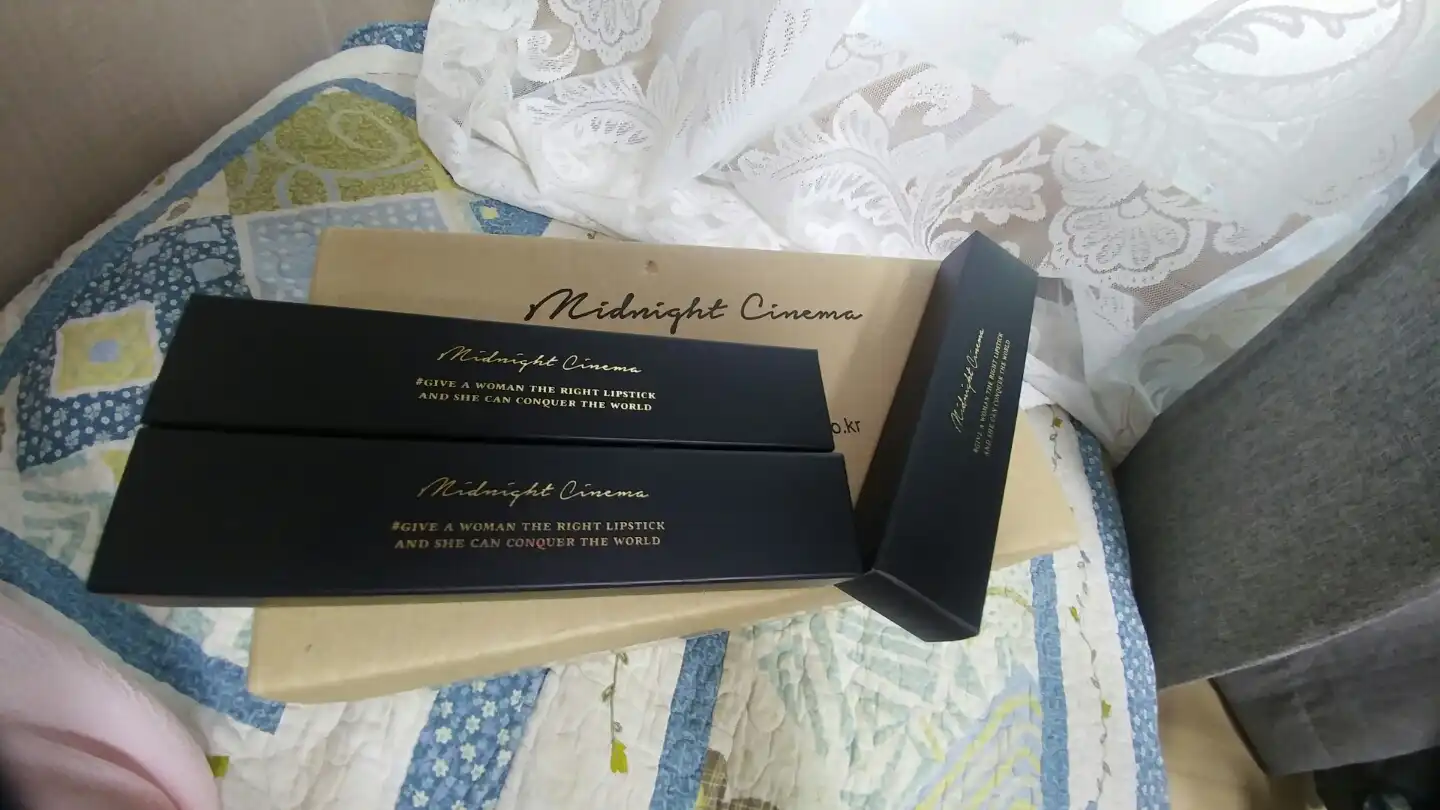 Midnight Cinema
o.kr
Midnight Cinema
#GIVE A WOMAN THE RIGHT LIPSTICK
AND SHE CAN CONQUER THE WORLD
Midnight Cinema
#GIVE A WOMAN THE RIGHT LIPSTICK
AND SHE CAN CONQUER THE WORLD
Midnight Cinema
#GIVE A WOMAN THE RIGHT LIPSTICK
AND SHE CAN CONQUER THE WORLD